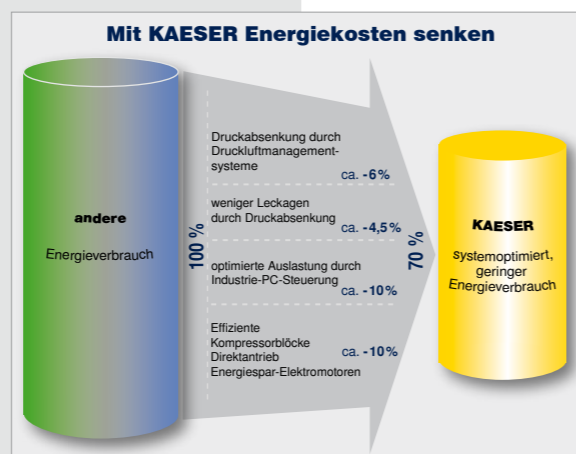 Mit KAESER Energiekosten senken
andere
Energieverbrauch
100 %
Druckabsenkung durch
Druckluftmanagement-
systeme
ca. -6%
weniger Leckagen
durch Druckabsenkung
ca. -4,5%
optimierte Auslastung durch
Industrie-PC-Steuerung
ca. -10%
Effiziente
Kompressorblöcke
Direktantrieb
Energiespar-Elektromotoren
ca. -10%
70 %
KAESER
systemoptimiert,
geringer
Energieverbrauch